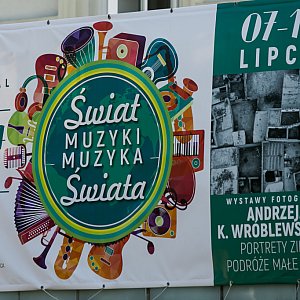 Świat
MUZYKI
MUZYKA
Świata
07-1
LIPC
WYSTAWY FOTOG
ANDRZEJ
K. WRÓBLEWS
PORTRETY ZI
PODRÓŻE MAŁE